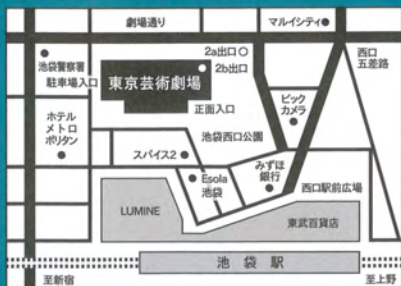 劇場通り
マルイシティ
2a出口
西口
五差路
池袋警察署
2b出口
駐車場入口
東京芸術劇場
正面入口
ビック
カメラ
ホテル
メトロ
ポリタン
池袋西口公園
スパイス2
みずほ
銀行
Esola
池袋
西口駅前広場
LUMINE
東武百貨店
池袋駅
至新宿
至上野